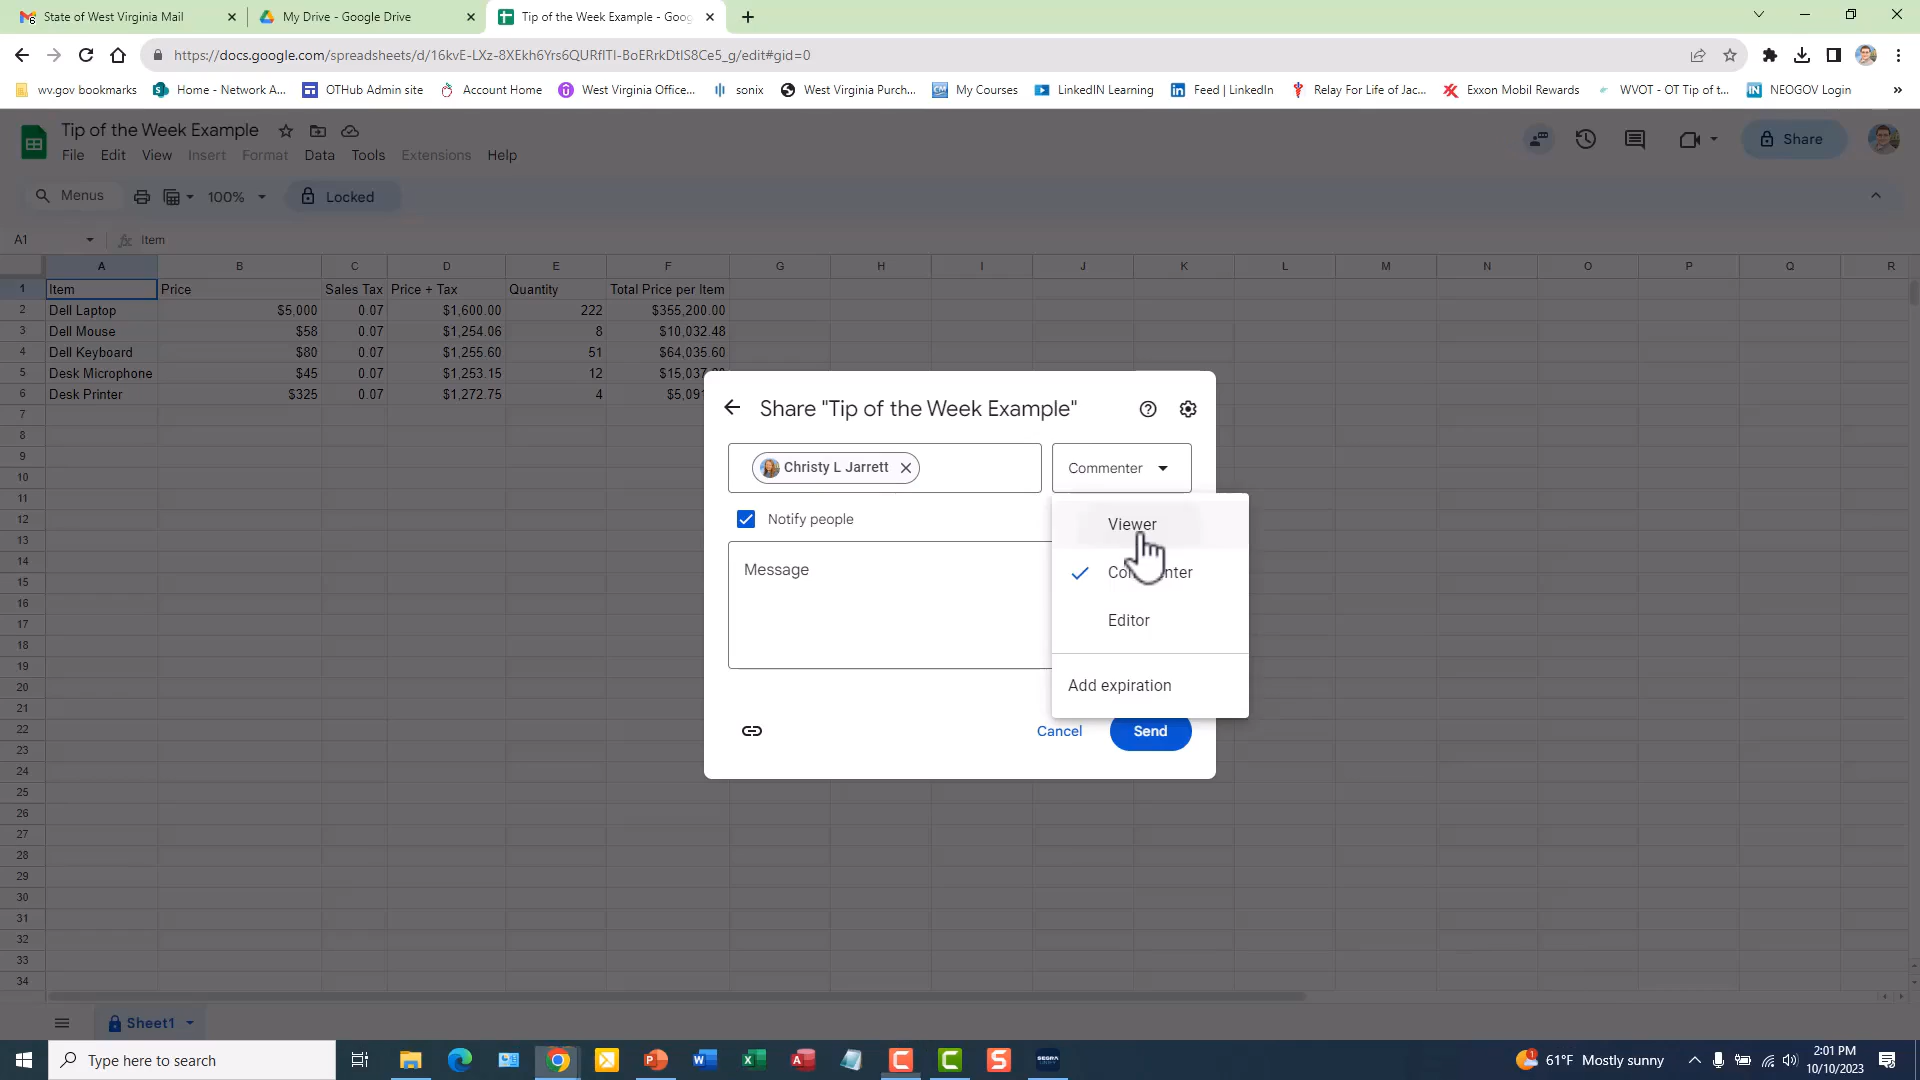 State of West Virginia Mail
My Drive - Google Drive
Tip of the Week Example - Goog
https://docs.google.com/spreadsheets/d/16kvE-LXz-8XEkh6Yrs6QURfITI-BoERrkDtIS8Ce5_g/edit#gid=0
wv.gov bookmarks
Home - Network A...
OTHub Admin site
Account Home
West Virginia Office...
sonix
West Virginia Purch...
My Courses
LinkedIN Learning
Feed | LinkedIn
Relay For Life of Jac...
Exxon Mobil Rewards
WVOT - OT Tip of t...
NEOGOV Login
»
Tip of the Week Example
File Edit View Insert Format Data Tools Extensions Help
Share
Menus
100%
Locked
A1
fx Item
A B C D E F G H I J K L M N O P Q R
1 Item Price Sales Tax Price + Tax Quantity Total Price per Item
2 Dell Laptop $5,000 0.07 $1,600.00 222 $355,200.00
3 Dell Mouse $58 0.07 $1,254.06 8 $10,032.48
4 Dell Keyboard $80 0.07 $1,255.60 51 $64,035.60
5 Desk Microphone $45 0.07 $1,253.15 12 $15,037
6 Desk Printer $325 0.07 $1,272.75 4 $5,09
7
8
9
10
11
12
13
14
15
16
17
18
19
20
21
22
23
24
25
26
27
28
29
30
31
32
33
34
Share "Tip of the Week Example"
Christy L Jarrett
Commenter
Notify people
Message
Viewer
Co nter
Editor
Add expiration
Cancel
Send
Sheet1
Type here to search
SEGRA
61°F Mostly sunny
2:01 PM
10/10/2023